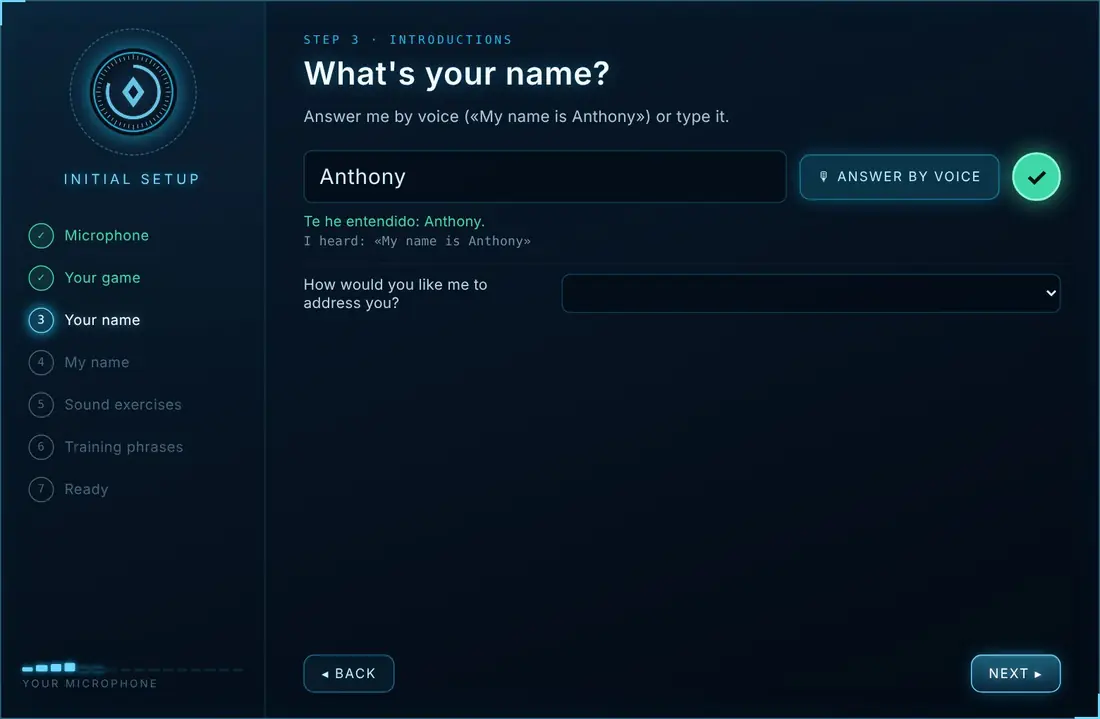 INITIAL SETUP
✓ Microphone
✓ Your game
3 Your name
4 My name
5 Sound exercises
6 Training phrases
7 Ready
YOUR MICROPHONE
STEP 3 · INTRODUCTIONS
What's your name?
Answer me by voice («My name is Anthony») or type it.
Anthony
🎙 ANSWER BY VOICE
✓
Te he entendido: Anthony.
I heard: «My name is Anthony»
How would you like me to
address you?
◂ BACK
NEXT ▸